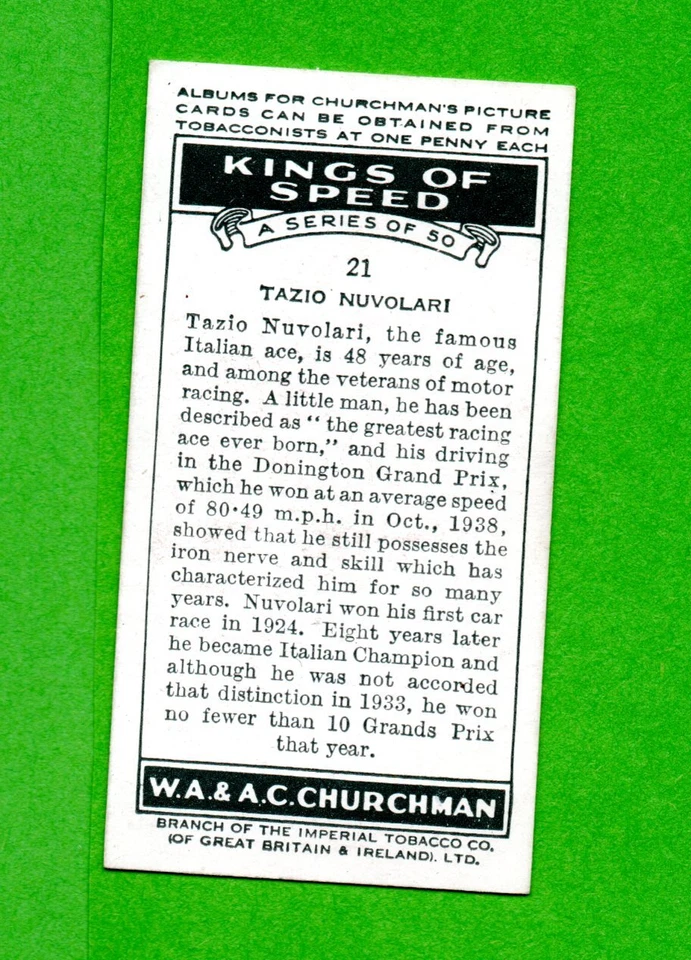 ALBUMS FOR CHURCHMAN'S PICTURE
CARDS CAN BE OBTAINED FROM
TOBACCONISTS AT ONE PENNY EACH
KINGS OF
SPEED
A SERIES OF 50
21
TAZIO NUVOLARI
Tazio Nuvolari, the famous
Italian ace, is 48 years of age,
and among the veterans of motor
racing. A little man, he has been
described as " the greatest racing
ace ever born," and his driving
in the Donington Grand Prix,
which he won at an average speed
of 80·49 m.p.h. in Oct., 1938,
showed that he still possesses the
iron nerve and skill which has
characterized him for so many
years. Nuvolari won his first car
race in 1924. Eight years later
he became Italian Champion and
although he was not accorded
that distinction in 1933, he won
no fewer than 10 Grands Prix
that year.
W.A.& A.C.CHURCHMAN
BRANCH OF THE IMPERIAL TOBACCO CO.
(OF GREAT BRITAIN & IRELAND). LTD.